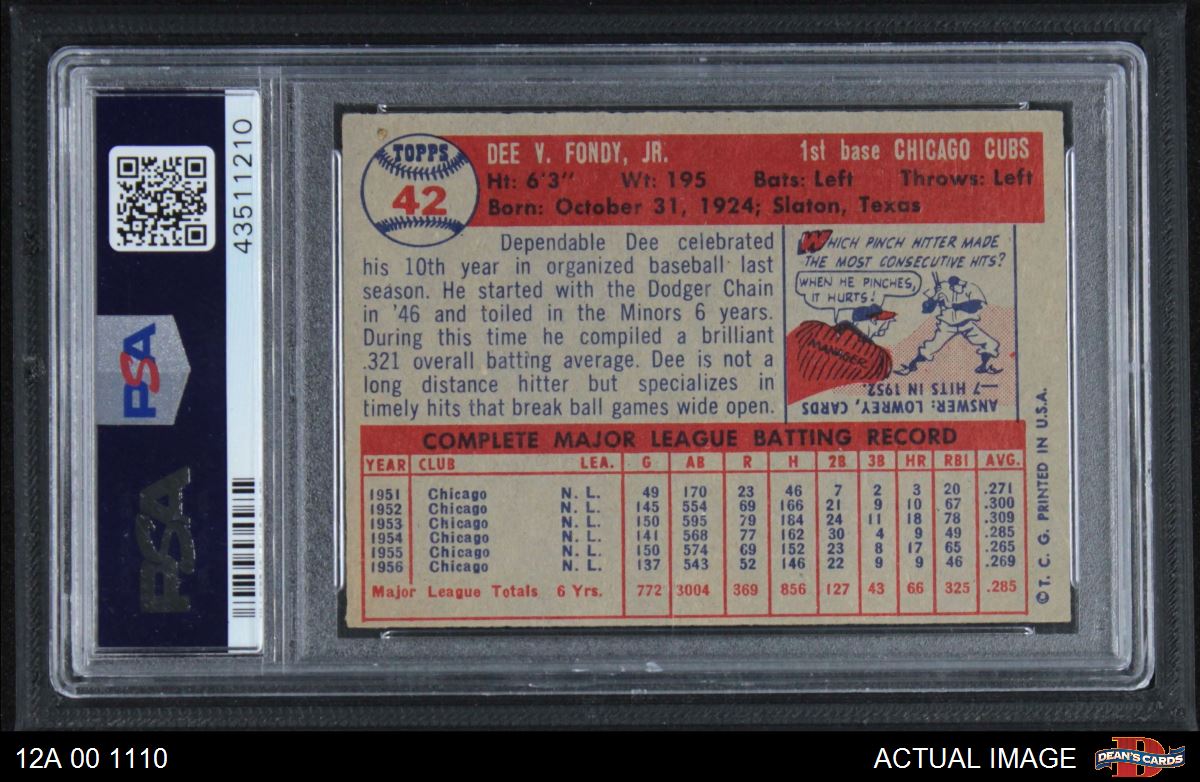 43511210
PSA
PSA
TOPPS
42
DEE V. FONDY, JR. 1st base CHICAGO CUBS
Ht: 6'3" Wt: 195 Bats: Left Throws: Left
Born: October 31, 1924; Slaton, Texas
Dependable Dee celebrated
his 10th year in organized baseball last
season. He started with the Dodger Chain
in '46 and toiled in the Minors 6 years.
During this time he compiled a brilliant
.321 overall batting average. Dee is not a
long distance hitter but specializes in
timely hits that break ball games wide open.
WHICH PINCH HITTER MADE
THE MOST CONSECUTIVE HITS?
WHEN HE PINCHES,
IT HURTS!
MANAGER
ANSWER: LOWREY, CARDS
—7 HITS IN 1952.
COMPLETE MAJOR LEAGUE BATTING RECORD
YEAR CLUB LEA. G AB R H 2B 3B HR RBI AVG.
1951 Chicago N. L. 49 170 23 46 7 2 3 20 .271
1952 Chicago N. L. 145 554 69 166 21 9 10 67 .300
1953 Chicago N. L. 150 595 79 184 24 11 18 78 .309
1954 Chicago N. L. 141 568 77 162 30 4 9 49 .285
1955 Chicago N. L. 150 574 69 152 23 8 17 65 .265
1956 Chicago N. L. 137 543 52 146 22 9 9 46 .269
Major League Totals 6 Yrs. 772 3004 369 856 127 43 66 325 .285
© T. C. G. PRINTED IN U.S.A.
12A 00 1110
ACTUAL IMAGE
D
DEAN'S CARDS